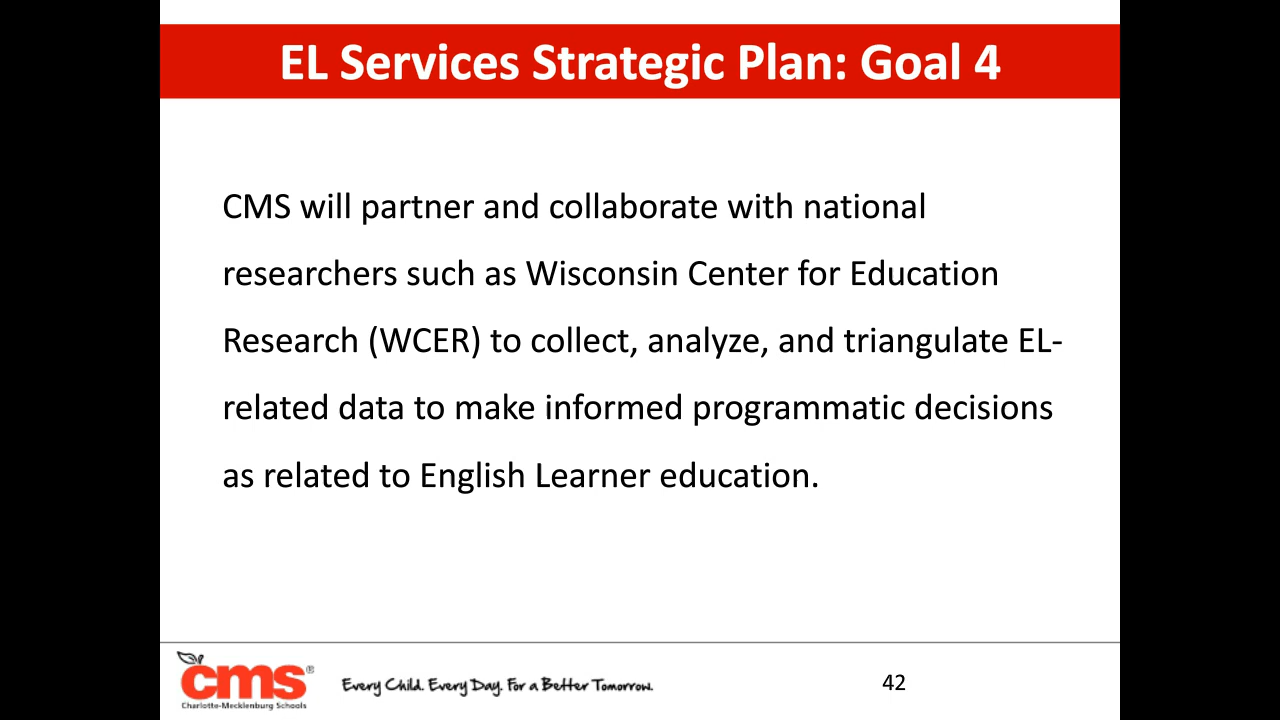 EL Services Strategic Plan: Goal 4
CMS will partner and collaborate with national
researchers such as Wisconsin Center for Education
Research (WCER) to collect, analyze, and triangulate EL-
related data to make informed programmatic decisions
as related to English Learner education.
cms®
Charlotte-Mecklenburg Schools
Every Child. Every Day. For a Better Tomorrow.
42